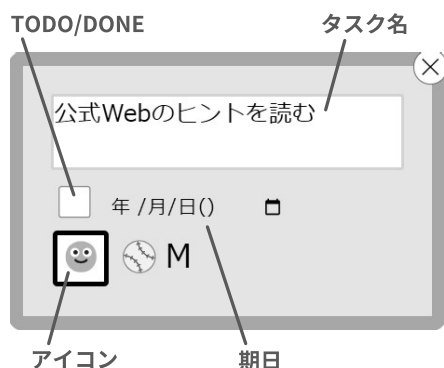 TODO/DONE
タスク名
公式Webのヒントを読む
年 /月/日()
M
アイコン
期日